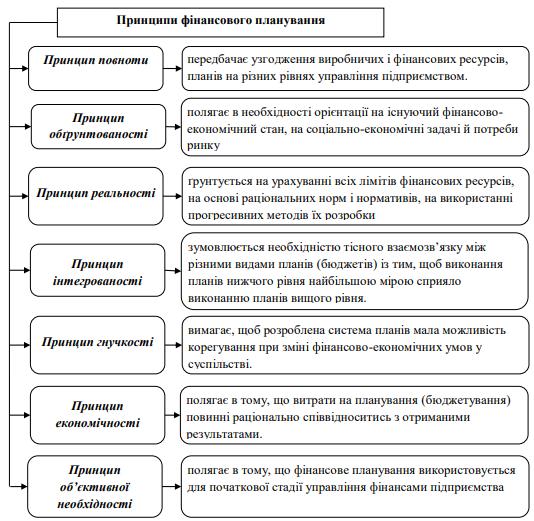 Принципи фінансового планування
Принцип повноти
передбачає узгодження виробничих і фінансових ресурсів,
планів на різних рівнях управління підприємством.
Принцип
обґрунтованості
полягає в необхідності орієнтації на існуючий фінансово-
економічний стан, на соціально-економічні задачі й потреби
ринку
Принцип реальності
ґрунтується на урахуванні всіх лімітів фінансових ресурсів,
на основі раціональних норм і нормативів, на використанні
прогресивних методів їх розробки
Принцип
інтегрованості
зумовлюється необхідністю тісного взаємозв’язку між
різними видами планів (бюджетів) із тим, щоб виконання
планів нижчого рівня найбільшою мірою сприяло
виконанню планів вищого рівня.
Принцип гнучкості
вимагає, щоб розроблена система планів мала можливість
корегування при зміні фінансово-економічних умов у
суспільстві.
Принцип
економічності
полягає в тому, що витрати на планування (бюджетування)
повинні раціонально співвідноситись з отриманими
результатами.
Принцип
об’єктивної
необхідності
полягає в тому, що фінансове планування використовується
для початкової стадії управління фінансами підприємства